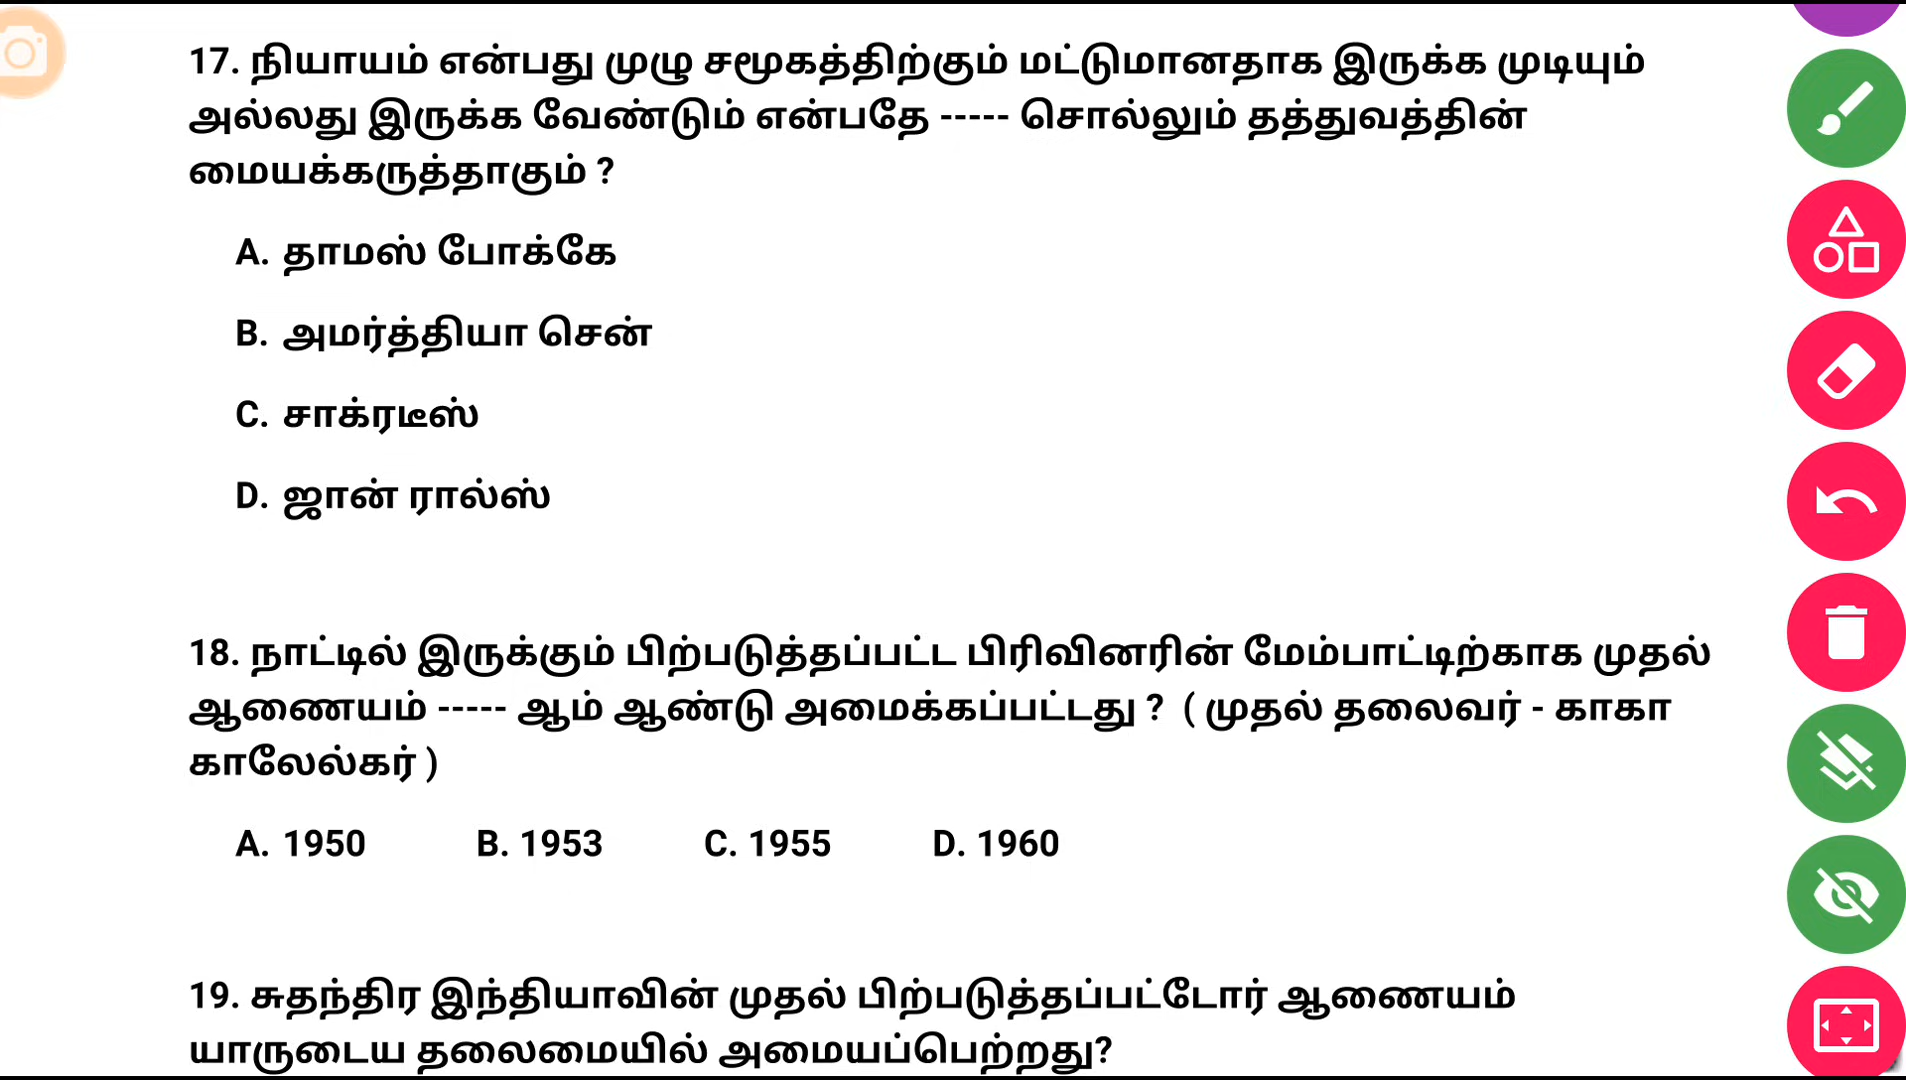 17. நியாயம் என்பது முழு சமூகத்திற்கும் மட்டுமானதாக இருக்க முடியும்
அல்லது இருக்க வேண்டும் என்பதே ----- சொல்லும் தத்துவத்தின்
மையக்கருத்தாகும் ?
A. தாமஸ் போக்கே
B. அமர்த்தியா சென்
C. சாக்ரடீஸ்
D. ஜான் ரால்ஸ்
18. நாட்டில் இருக்கும் பிற்படுத்தப்பட்ட பிரிவினரின் மேம்பாட்டிற்காக முதல்
ஆணையம் ----- ஆம் ஆண்டு அமைக்கப்பட்டது ? ( முதல் தலைவர் - காகா
காலேல்கர் )
A. 1950 B. 1953 C. 1955 D. 1960
19. சுதந்திர இந்தியாவின் முதல் பிற்படுத்தப்பட்டோர் ஆணையம்
யாருடைய தலைமையில் அமையப்பெற்றது?